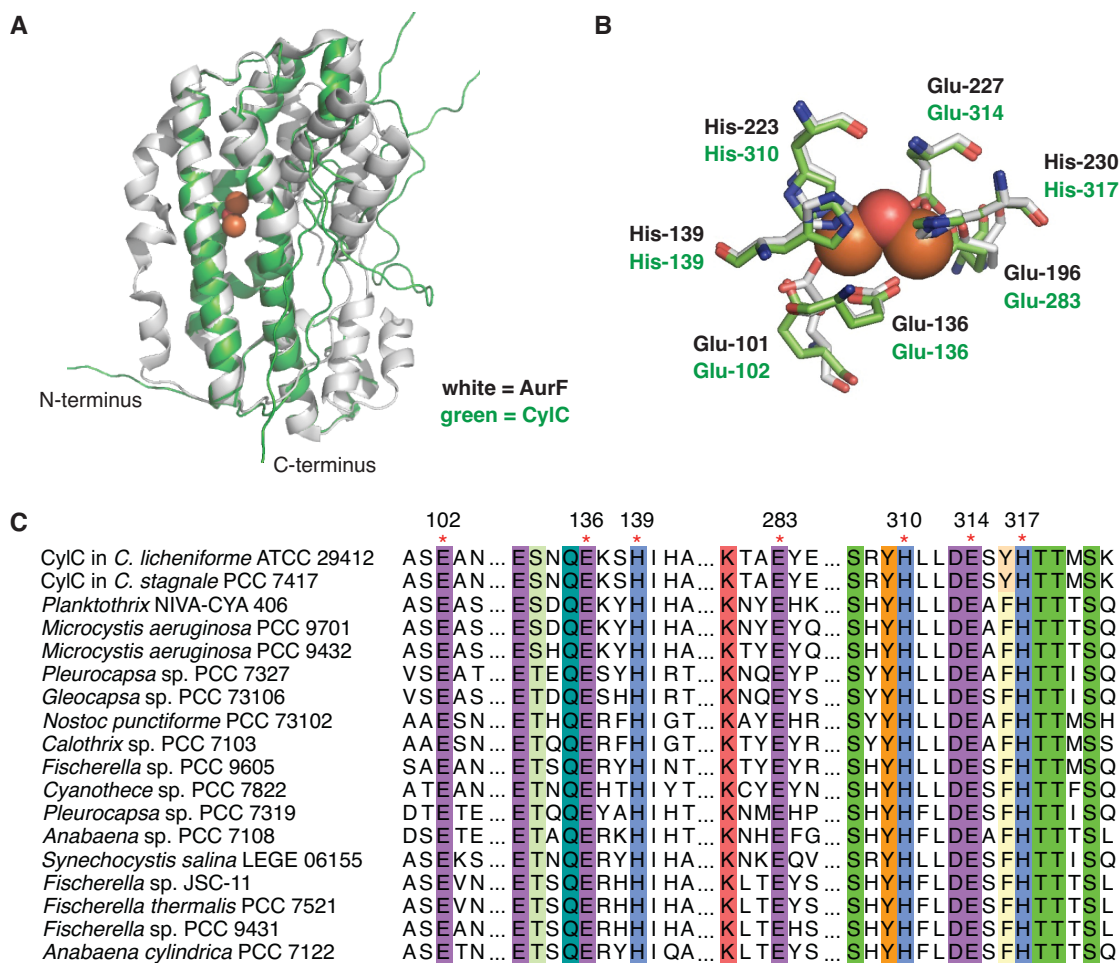 A
N-terminus
C-terminus
white = AurF
green = CylC
B
Glu-227
Glu-314
His-223
His-310
His-230
His-317
His-139
His-139
Glu-196
Glu-283
Glu-101
Glu-102
Glu-136
Glu-136
C
102 136 139 283 310 314 317
* * * * * * *
CylC in C. licheniforme ATCC 29412 ASEAN...ESNQEKSHIHA...KTAEYE...SRYHLLDESYHTTMSK
CylC in C. stagnale PCC 7417 ASEAN...ESNQEKSHIHA...KTAEYE...SRYHLLDESYHTTMSK
Planktothrix NIVA-CYA 406 ASEAS...ESDQEKYHIHA...KNYEHK...SHYHLLDEAFHTTTSQ
Microcystis aeruginosa PCC 9701 ASEAS...ESDQEKYHIHA...KNYEYQ...SHYHLLDEAFHTTTSQ
Microcystis aeruginosa PCC 9432 ASEAS...ESHQEKYHIHA...KTYEYQ...SHYHLLDEAFHTTTSQ
Pleurocapsa sp. PCC 7327 VSEAT...ETEQESYHIRT...KNQEYP...SYYHLLDESFHTTISQ
Gleocapsa sp. PCC 73106 VSEAS...ETDQESHHIRT...KNQEYS...SYYHLLDESFHTTISQ
Nostoc punctiforme PCC 73102 AAESN...ETHQERFHIGT...KAYEHR...SYYHLLDESFHTTMSH
Calothrix sp. PCC 7103 AAESN...ETQQERFHIGT...KTYEYR...SYYHLLDESFHTTMSS
Fischerella sp. PCC 9605 SAEAN...ETSQERYHINT...KTYEYN...SYYHLLDESFHTTMSQ
Cyanothece sp. PCC 7822 ATEAN...ETNQEHTHIYT...KCYEYN...SHYHLLDESFHTTFSQ
Pleurocapsa sp. PCC 7319 DTETE...ETQQEYAHIHT...KNMEHP...SHYHFLDESFHTTISQ
Anabaena sp. PCC 7108 DSETE...ETAQERKHIHT...KNHEFG...SHYHFLDESFHTTTSL
Synechocystis salina LEGE 06155 ASEKS...ETNQERYHIHA...KNKEQV...SRYHLLDESFHTTISQ
Fischerella sp. JSC-11 ASEVN...ETSQERHHIHA...KLTEYS...SHYHFLDESFHTTTSL
Fischerella thermalis PCC 7521 ASEVN...ETSQERHHIHA...KLTEYS...SHYHFLDESFHTTTSL
Fischerella sp. PCC 9431 ASEVN...ETSQERHHIHA...KLTEHS...SHYHFLDESFHTTTSL
Anabaena cylindrica PCC 7122 ASETN...ETSQERYHIQA...KLTEYS...SHYHLLDESFHTTTSQ